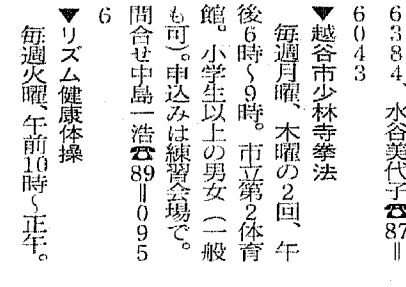 6384、水谷美代子☎87‖
6043
▼越谷市少林寺拳法
毎週月曜、木曜の2回、午
後6時〜9時。市立第2体育
館。小学生以上の男女（一般
も可）。申込みは練習会場で。
問合せ中島一浩☎89‖095
6
▼リズム健康体操
毎週火曜、午前10時〜正午。